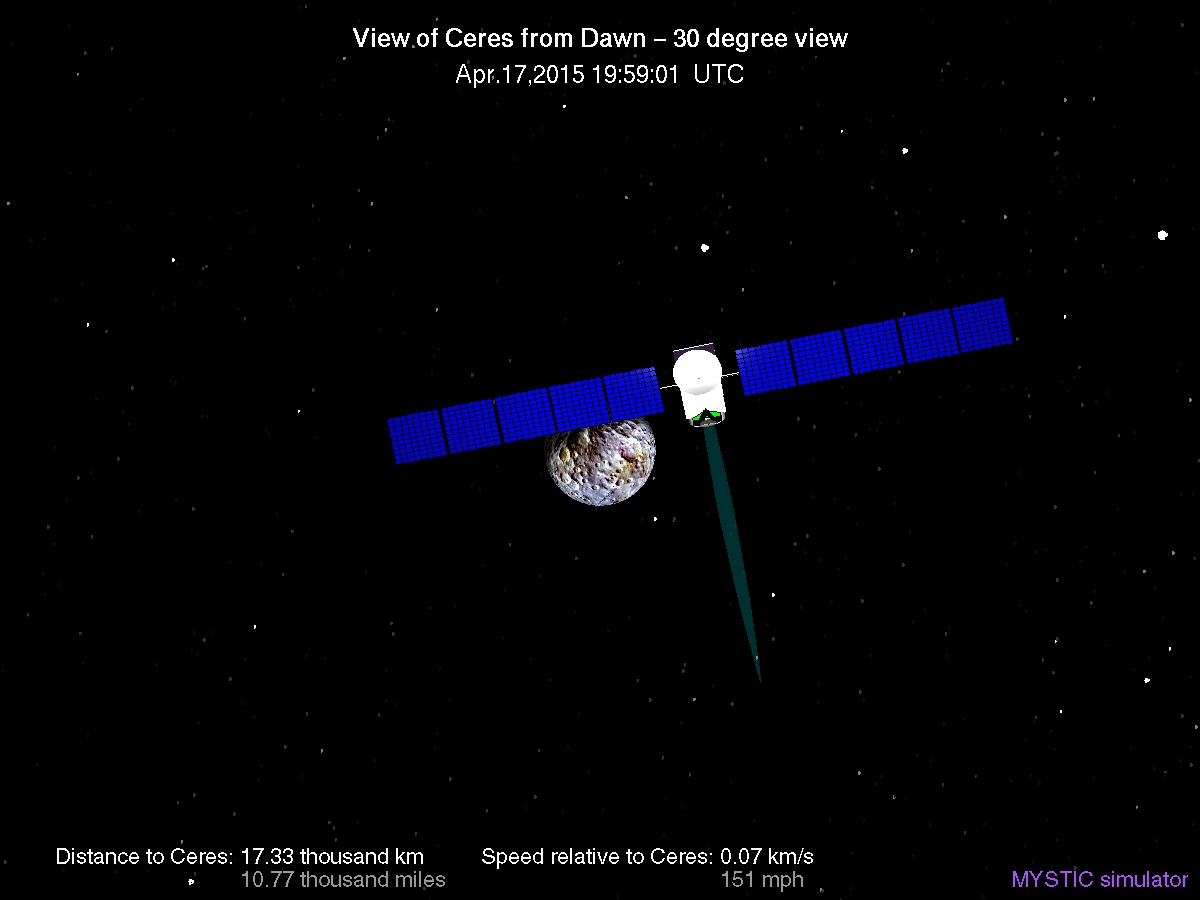 View of Ceres from Dawn – 30 degree view
Apr.17,2015 19:59:01 UTC
Distance to Ceres: 17.33 thousand km
10.77 thousand miles
Speed relative to Ceres: 0.07 km/s
151 mph
MYSTIC simulator